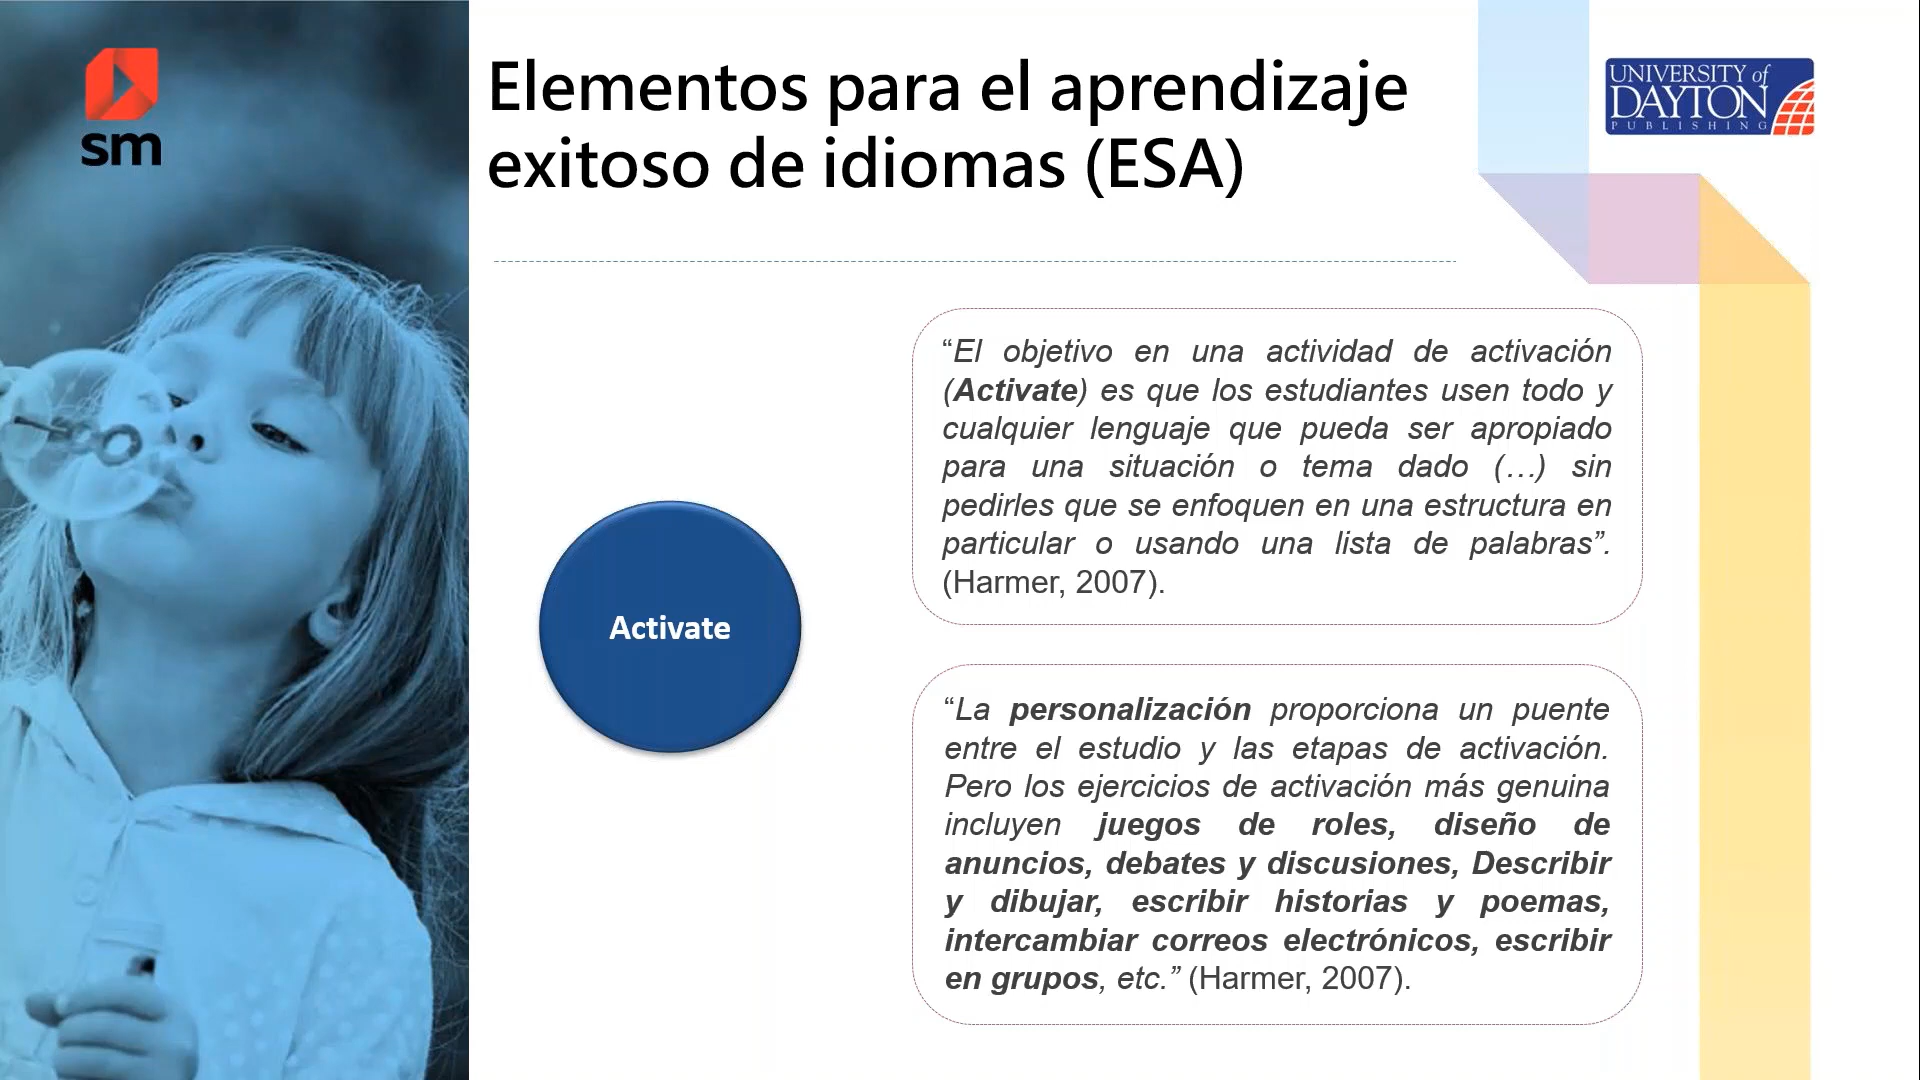 sm
Elementos para el aprendizaje
exitoso de idiomas (ESA)
UNIVERSITY of
DAYTON
PUBLISHING
Activate
“El objetivo en una actividad de activación
(Activate) es que los estudiantes usen todo y
cualquier lenguaje que pueda ser apropiado
para una situación o tema dado (…) sin
pedirles que se enfoquen en una estructura en
particular o usando una lista de palabras”.
(Harmer, 2007).
“La personalización proporciona un puente
entre el estudio y las etapas de activación.
Pero los ejercicios de activación más genuina
incluyen juegos de roles, diseño de
anuncios, debates y discusiones, Describir
y dibujar, escribir historias y poemas,
intercambiar correos electrónicos, escribir
en grupos, etc.” (Harmer, 2007).